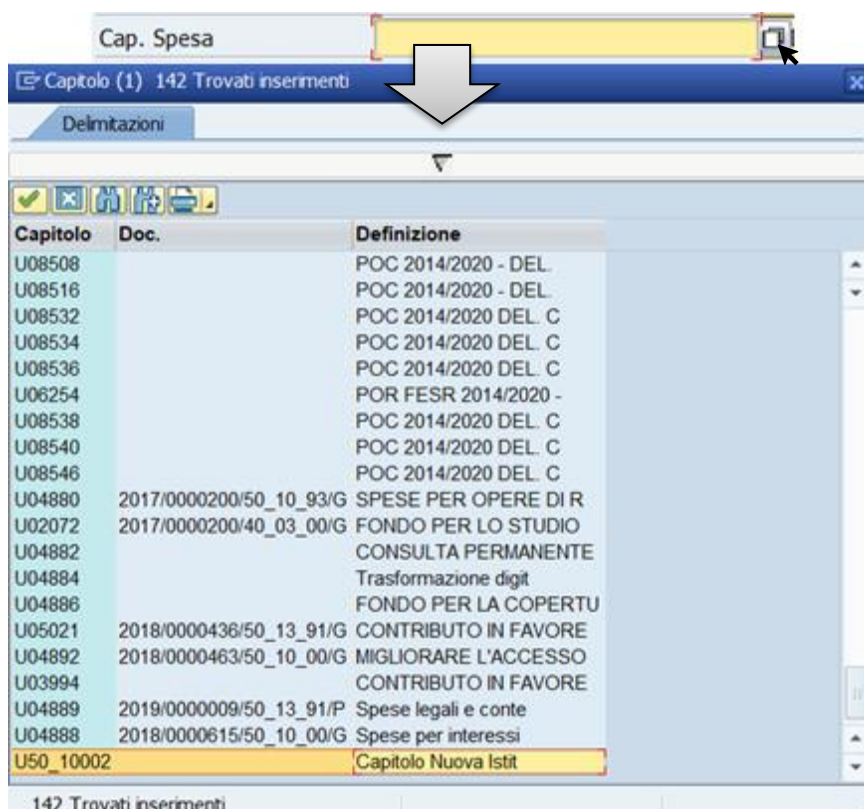 Cap. Spesa
Capitolo (1) 142 Trovati inserimenti
Delimitazioni
Capitolo Doc. Definizione
U08508 POC 2014/2020 - DEL.
U08516 POC 2014/2020 - DEL.
U08532 POC 2014/2020 DEL. C
U08534 POC 2014/2020 DEL. C
U08536 POC 2014/2020 DEL. C
U06254 POR FESR 2014/2020 -
U08538 POC 2014/2020 DEL. C
U08540 POC 2014/2020 DEL. C
U08546 POC 2014/2020 DEL. C
U04880 2017/0000200/50_10_93/G SPESE PER OPERE DI R
U02072 2017/0000200/40_03_00/G FONDO PER LO STUDIO
U04882 CONSULTA PERMANENTE
U04884 Trasformazione digit
U04886 FONDO PER LA COPERTU
U05021 2018/0000436/50_13_91/G CONTRIBUTO IN FAVORE
U04892 2018/0000463/50_10_00/G MIGLIORARE L'ACCESSO
U03994 CONTRIBUTO IN FAVORE
U04889 2019/0000009/50_13_91/P Spese legali e conte
U04888 2018/0000615/50_10_00/G Spese per interessi
U50_10002 Capitolo Nuova Istit
142 Trovati inserimenti